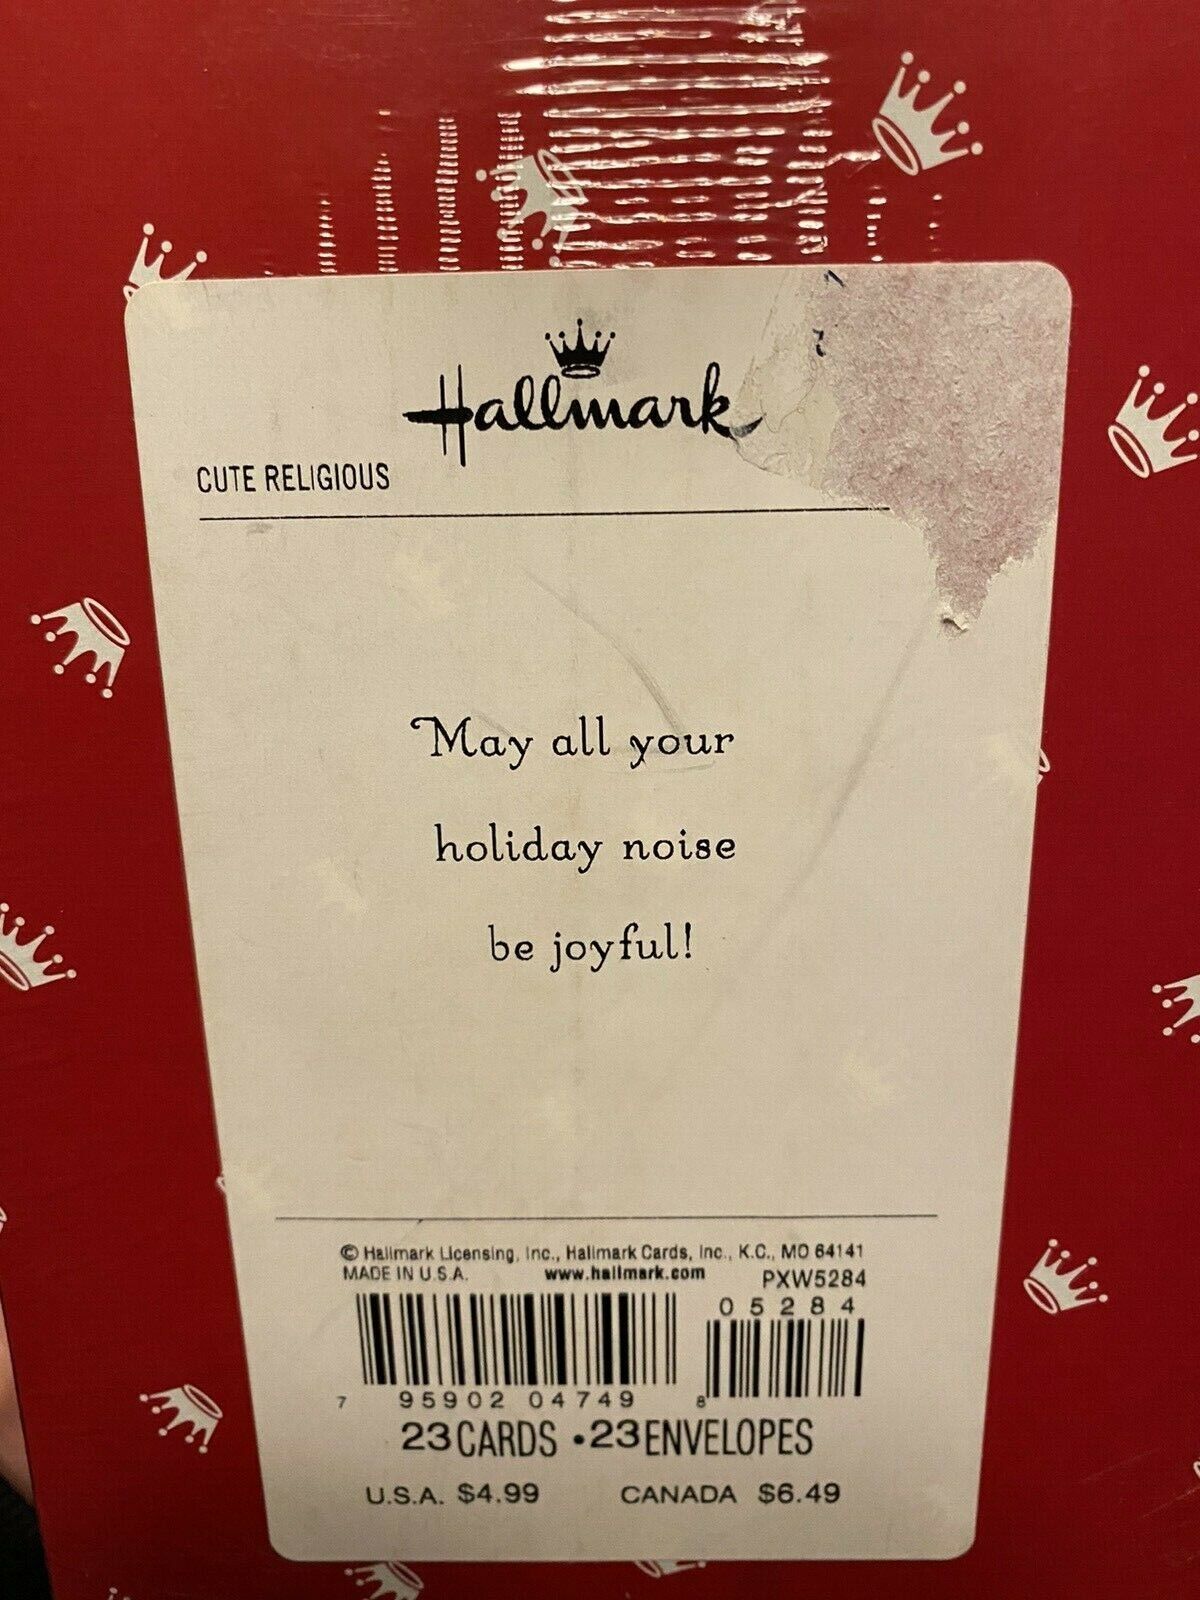 Hallmark
CUTE RELIGIOUS
May all your
holiday noise
be joyful!
© Hallmark Licensing, Inc., Hallmark Cards, Inc., K.C., MO 64141
MADE IN U.S.A. www.hallmark.com PXW5284
05284
7 95902 04749 8
23 CARDS • 23 ENVELOPES
U.S.A. $4.99 CANADA $6.49